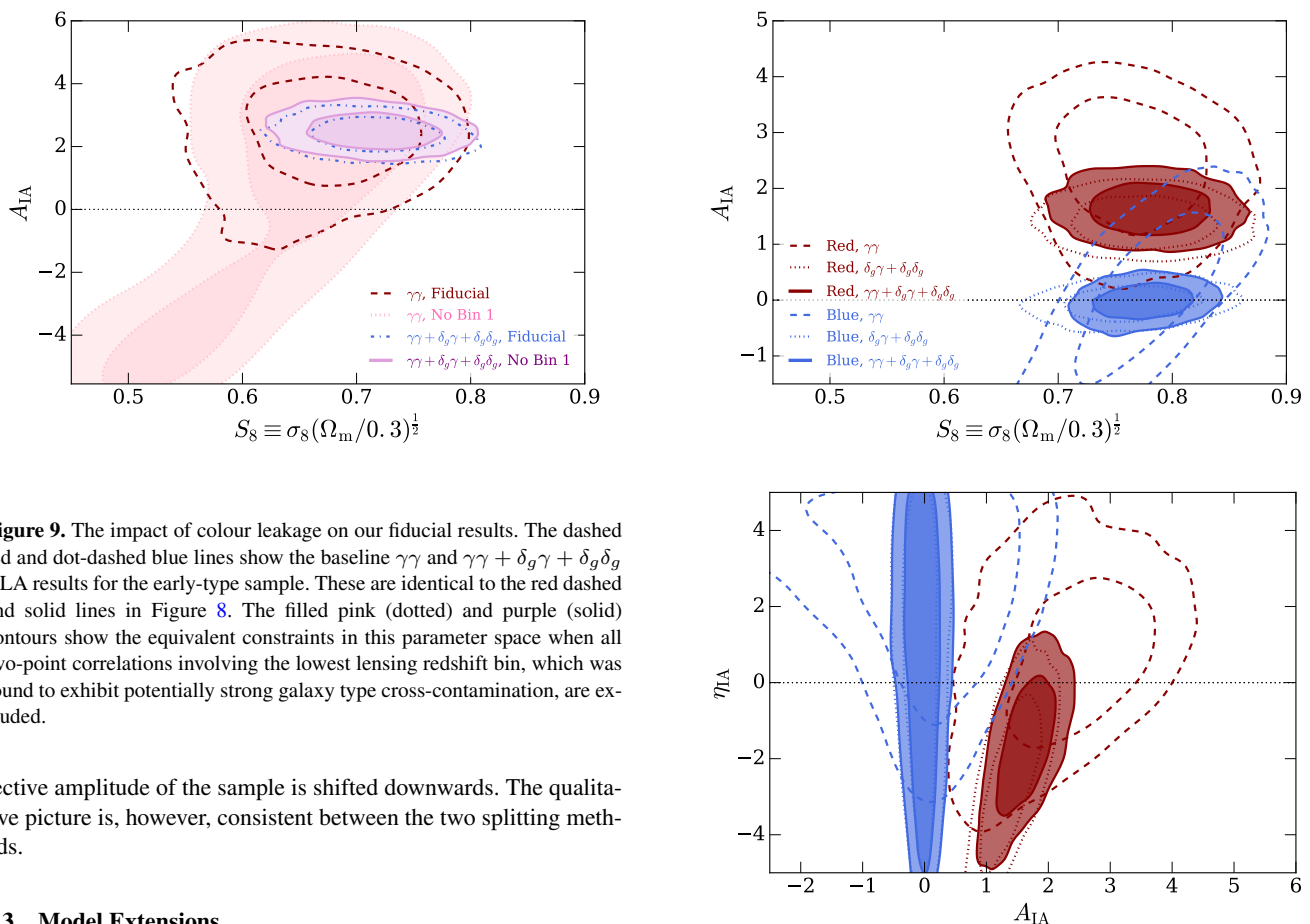 6
4
2
0
−2
−4
A_IA
0.5 0.6 0.7 0.8 0.9
S_8 ≡ σ_8(Ω_m/0.3)^{1/2}
γγ, Fiducial
γγ, No Bin 1
γγ + δ_gγ + δ_gδ_g, Fiducial
γγ + δ_gγ + δ_gδ_g, No Bin 1
Figure 9. The impact of colour leakage on our fiducial results. The dashed
and dot-dashed blue lines show the baseline γγ and γγ + δ_gγ + δ_gδ_g
LA results for the early-type sample. These are identical to the red dashed
solid lines in Figure 8. The filled pink (dotted) and purple (solid)
contours show the equivalent constraints in this parameter space when all
two-point correlations involving the lowest lensing redshift bin, which was
found to exhibit potentially strong galaxy type cross-contamination, are ex-
cluded.
ective amplitude of the sample is shifted downwards. The qualita-
ve picture is, however, consistent between the two splitting meth-
ds.
3 Model Extensions
5
4
3
2
1
0
−1
A_IA
0.5 0.6 0.7 0.8 0.9
S_8 ≡ σ_8(Ω_m/0.3)^{1/2}
Red, γγ
Red, δ_gγ + δ_gδ_g
Red, γγ + δ_gγ + δ_gδ_g
Blue, γγ
Blue, δ_gγ + δ_gδ_g
Blue, γγ + δ_gγ + δ_gδ_g
4
2
0
−2
−4
η_IA
−2 −1 0 1 2 3 4 5 6
A_IA